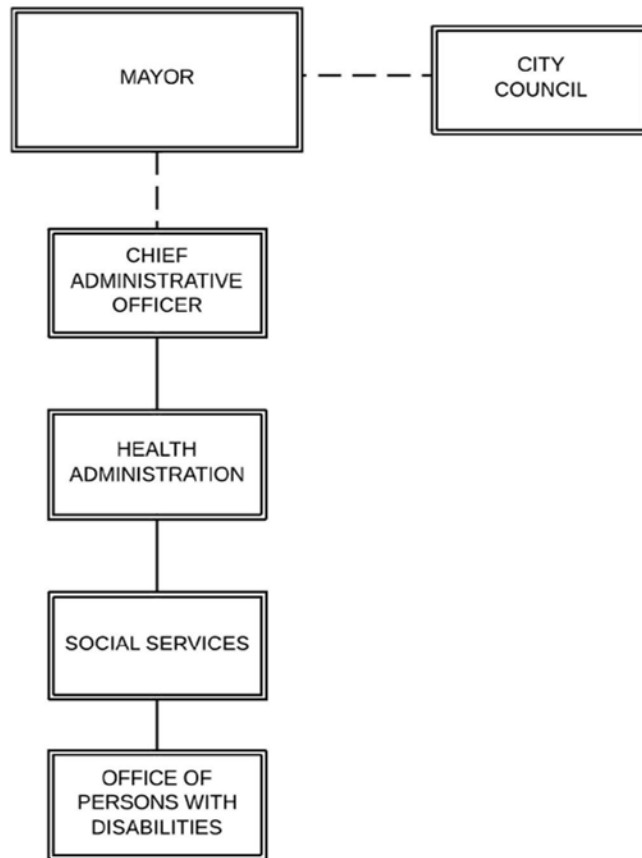 MAYOR
CITY
COUNCIL
CHIEF
ADMINISTRATIVE
OFFICER
HEALTH
ADMINISTRATION
SOCIAL SERVICES
OFFICE OF
PERSONS WITH
DISABILITIES